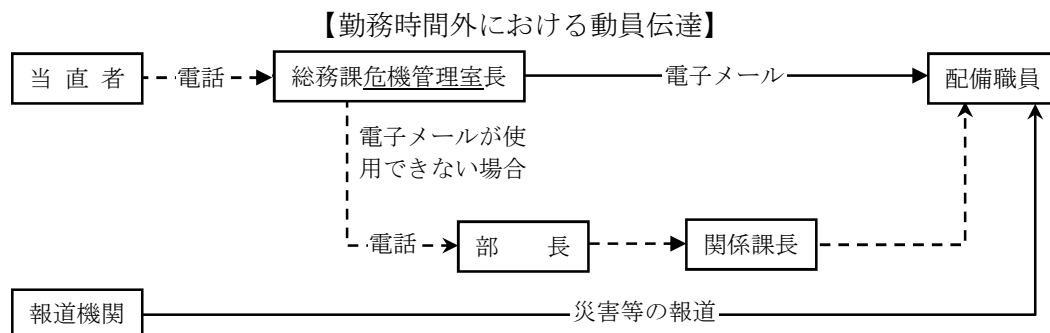 【勤務時間外における動員伝達】
当 直 者
電話
総務課危機管理室長
電子メール
配備職員
電子メールが使
用できない場合
電話
部 長
関係課長
報道機関
災害等の報道